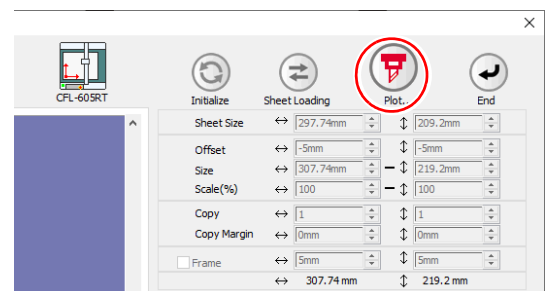 CFL-605RT
Initialize Sheet Loading Plot.. End
Sheet Size 297.74mm 209.2mm
Offset -5mm -5mm
Size 307.74mm 219.2mm
Scale(%) 100 100
Copy 1 1
Copy Margin 0mm 0mm
Frame 5mm 5mm
307.74 mm 219.2 mm